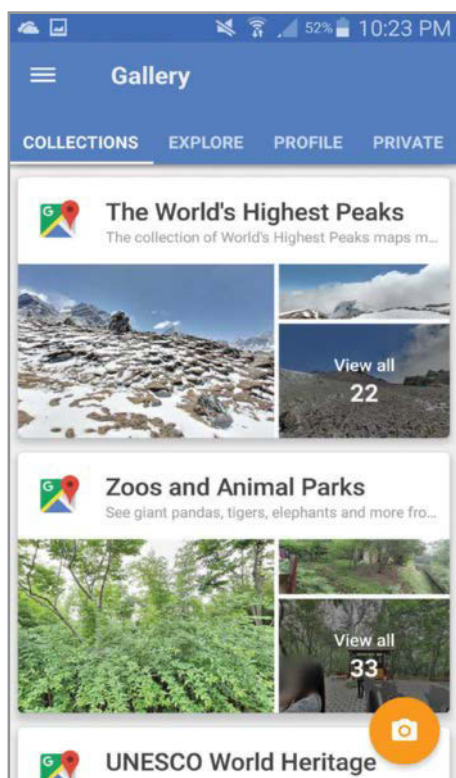 52% 10:23 PM
Gallery
COLLECTIONS EXPLORE PROFILE PRIVATE
G
The World's Highest Peaks
The collection of World's Highest Peaks maps m...
View all
22
G
Zoos and Animal Parks
See giant pandas, tigers, elephants and more fro...
View all
33
G
UNESCO World Heritage